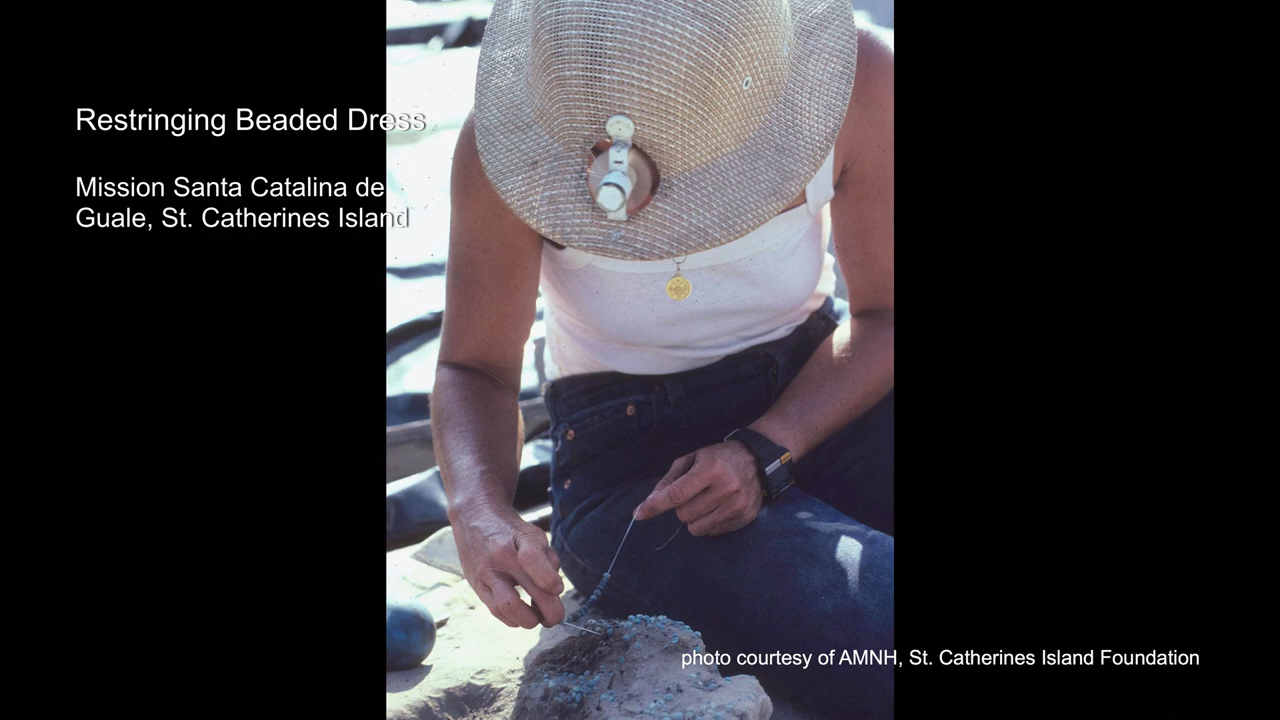 Restringing Beaded Dress
Mission Santa Catalina de
Guale, St. Catherines Island
photo courtesy of AMNH, St. Catherines Island Foundation